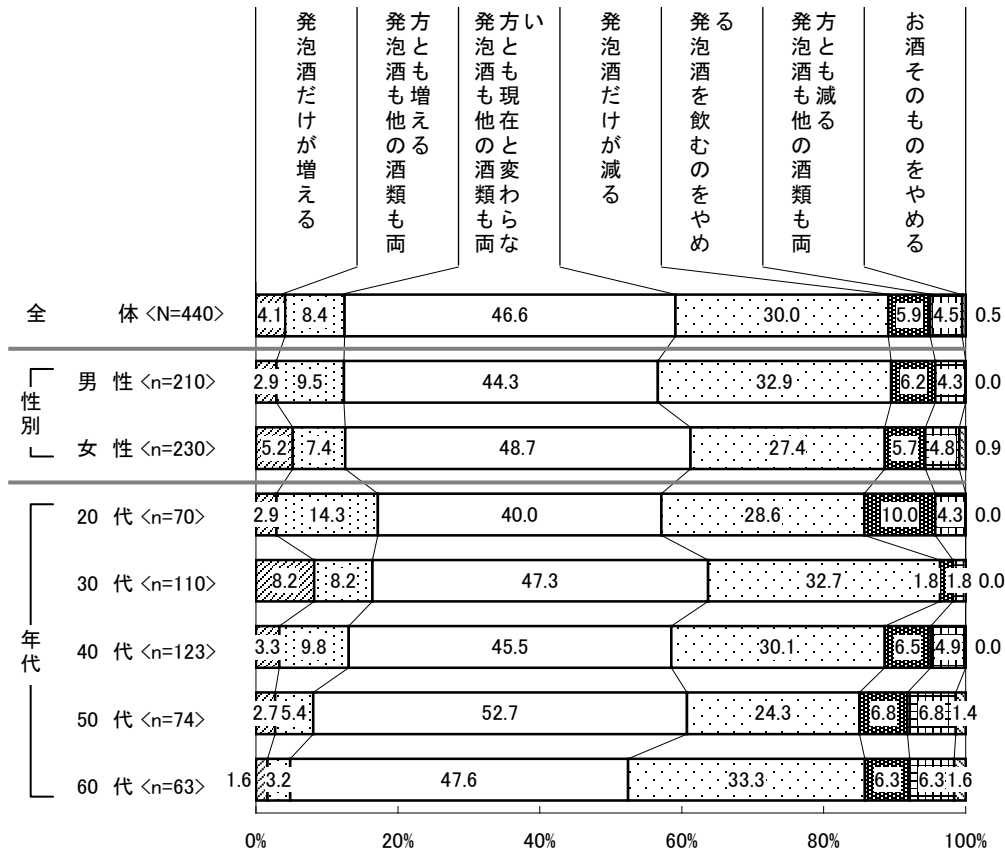 発泡酒だけが増える
発泡酒も他の酒類も両
方とも増える
発泡酒も他の酒類も両
方とも現在と変わらな
い
発泡酒だけが減る
発泡酒を飲むのをやめ
る
発泡酒も他の酒類も両
方とも減る
お酒そのものをやめる
全 体 <N=440> 4.1 8.4 46.6 30.0 5.9 4.5 0.5
性別
男 性 <n=210> 2.9 9.5 44.3 32.9 6.2 4.3 0.0
女 性 <n=230> 5.2 7.4 48.7 27.4 5.7 4.8 0.9
年代
20 代 <n=70> 2.9 14.3 40.0 28.6 10.0 4.3 0.0
30 代 <n=110> 8.2 8.2 47.3 32.7 1.8 1.8 0.0
40 代 <n=123> 3.3 9.8 45.5 30.1 6.5 4.9 0.0
50 代 <n=74> 2.7 5.4 52.7 24.3 6.8 6.8 1.4
60 代 <n=63> 1.6 3.2 47.6 33.3 6.3 6.3 1.6
0% 20% 40% 60% 80% 100%